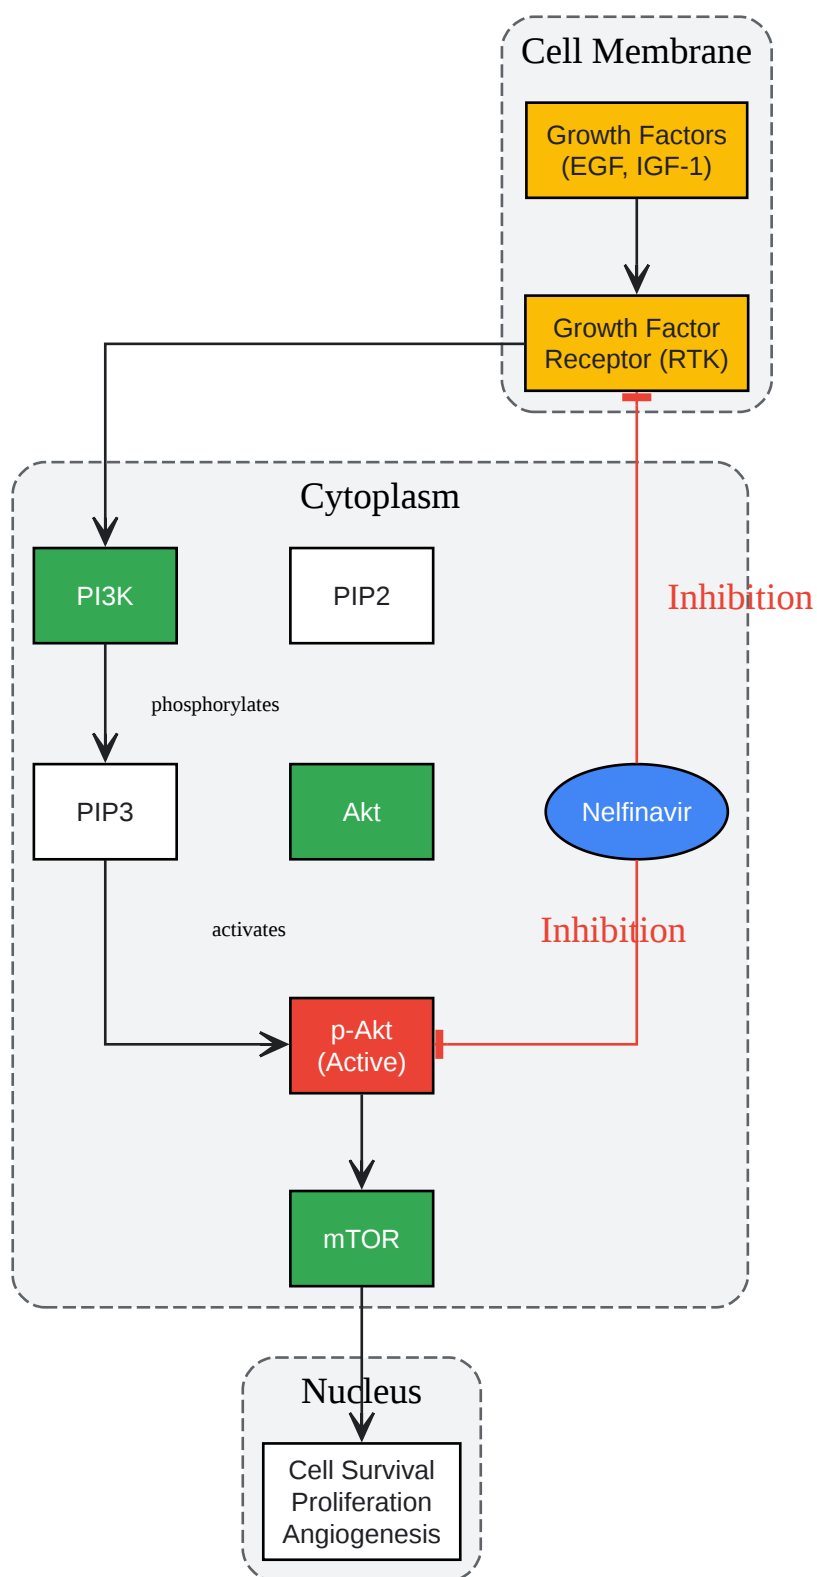 Cell Membrane
Growth Factors
(EGF, IGF-1)
Growth Factor
Receptor (RTK)
Cytoplasm
PI3K
PIP2
Inhibition
phosphorylates
PIP3
Akt
Nelfinavir
activates
Inhibition
p-Akt
(Active)
mTOR
Nucleus
Cell Survival
Proliferation
Angiogenesis